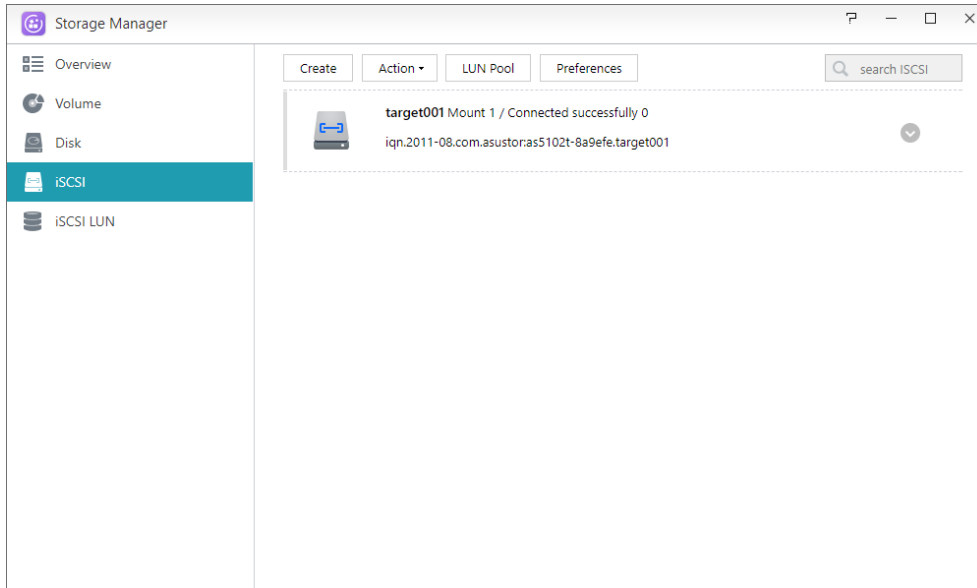 Storage Manager
?
Overview
Volume
Disk
iSCSI
iSCSI LUN
Create
Action
LUN Pool
Preferences
search ISCSI
target001 Mount 1 / Connected successfully 0
iqn.2011-08.com.asustor:as5102t-8a9efe.target001